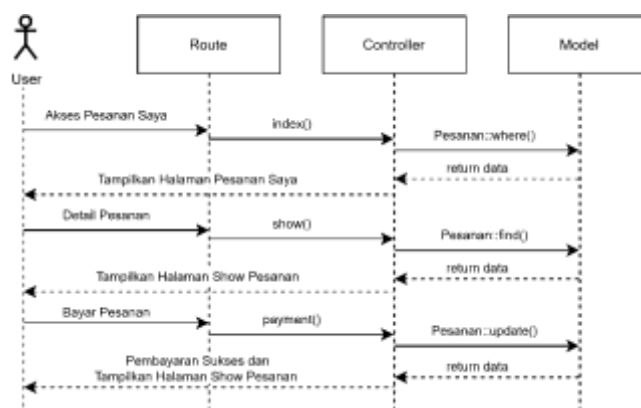 Route
Controller
Model
User
Akses Pesanan Saya
index()
Pesanan::where()
return data
Tampilkan Halaman Pesanan Saya
Detail Pesanan
show()
Pesanan::find()
return data
Tampilkan Halaman Show Pesanan
Bayar Pesanan
payment()
Pesanan::update()
Pembayaran Sukses dan
Tampilkan Halaman Show Pesanan
return data